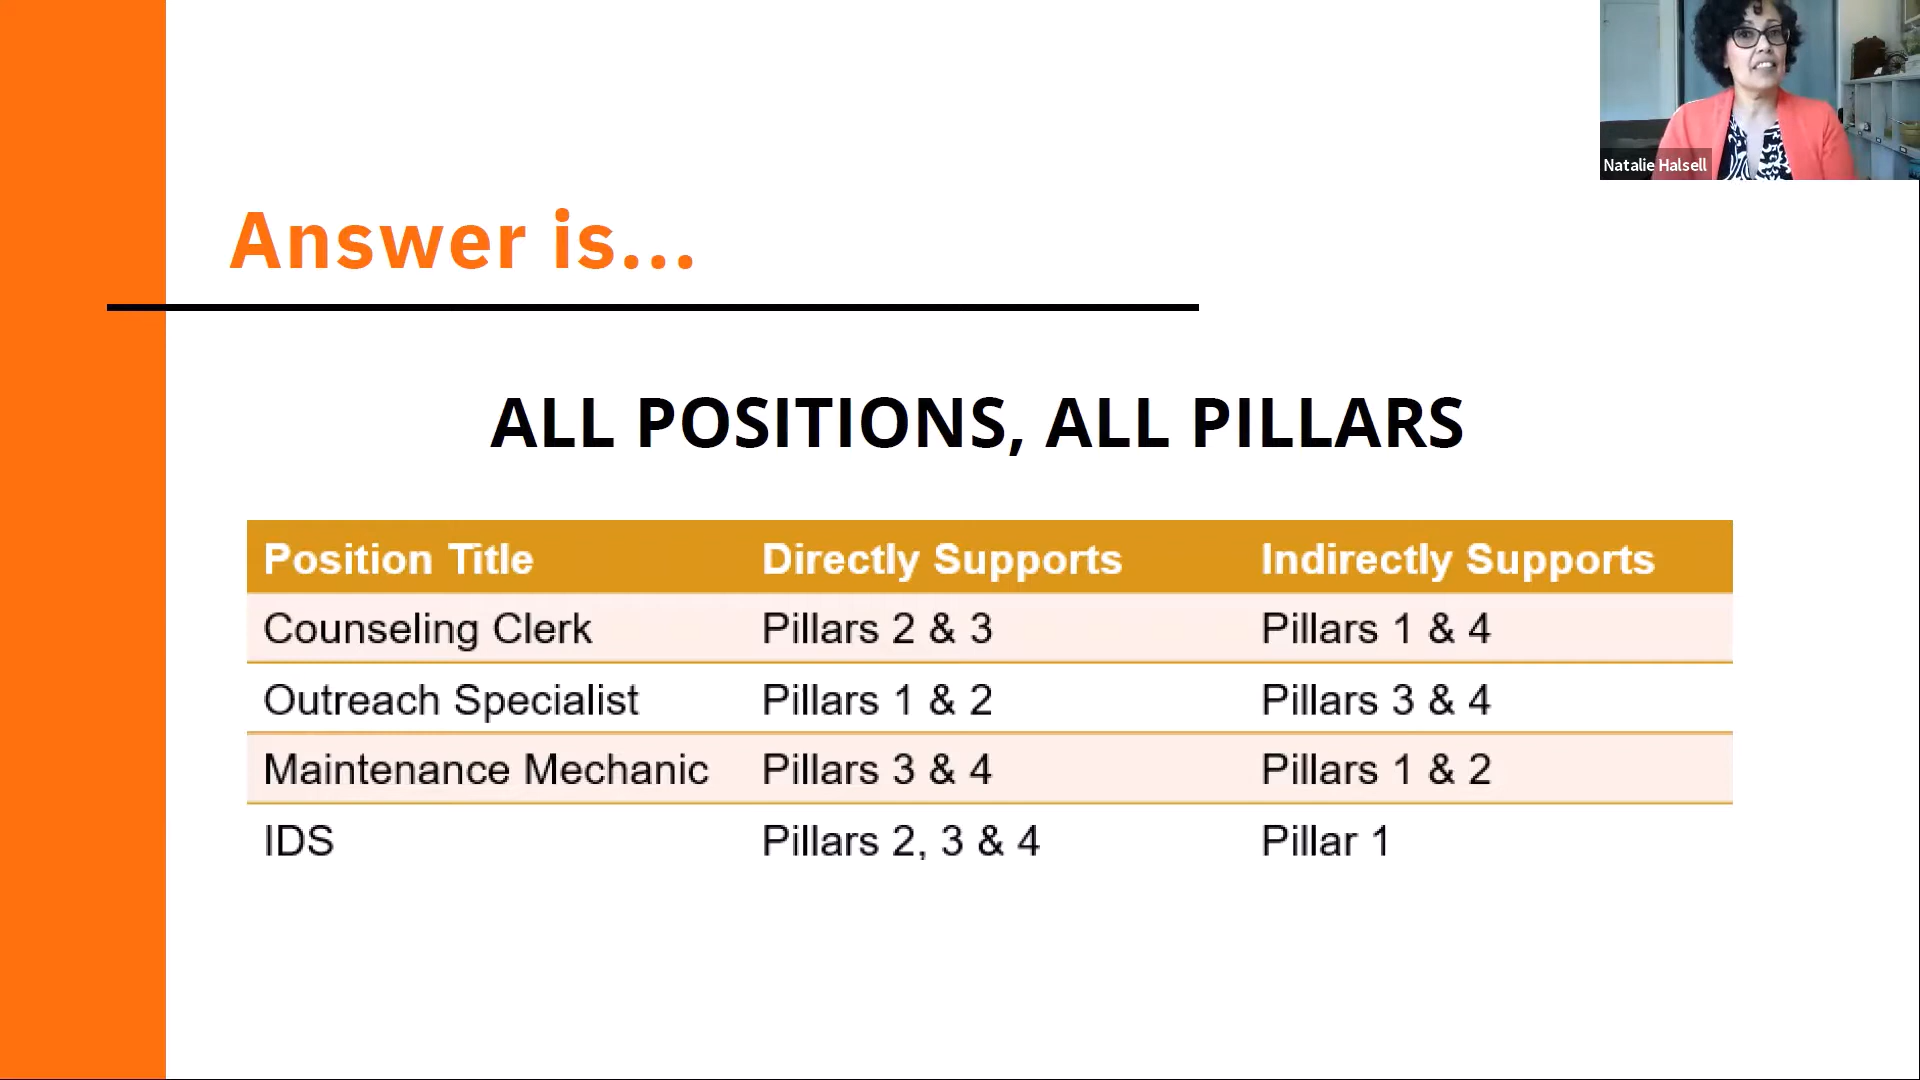 Natalie Halsell
Answer is...
ALL POSITIONS, ALL PILLARS
Position Title Directly Supports Indirectly Supports
Counseling Clerk Pillars 2 & 3 Pillars 1 & 4
Outreach Specialist Pillars 1 & 2 Pillars 3 & 4
Maintenance Mechanic Pillars 3 & 4 Pillars 1 & 2
IDS Pillars 2, 3 & 4 Pillar 1